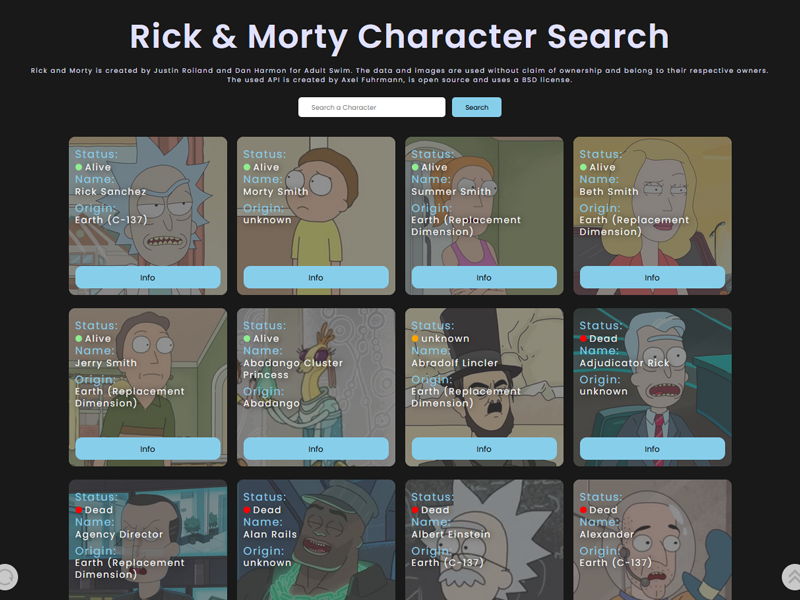 Rick & Morty Character Search
Rick and Morty is created by Justin Roiland and Dan Harmon for Adult Swim. The data and images are used without claim of ownership and belong to their respective owners.
The used API is created by Axel Fuhrmann, is open source and uses a BSD license.
Search a Character
Search
Status:
Alive
Name:
Rick Sanchez
Origin:
Earth (C-137)
Info
Status:
Alive
Name:
Morty Smith
Origin:
unknown
Info
Status:
Alive
Name:
Summer Smith
Origin:
Earth (Replacement
Dimension)
Info
Status:
Alive
Name:
Beth Smith
Origin:
Earth (Replacement
Dimension)
Info
Status:
Alive
Name:
Jerry Smith
Origin:
Earth (Replacement
Dimension)
Info
Status:
Alive
Name:
Abadango Cluster
Princess
Origin:
Abadango
Info
Status:
unknown
Name:
Abradolf Lincler
Origin:
Earth (Replacement
Dimension)
Info
Status:
Dead
Name:
Adjudicator Rick
Origin:
unknown
Info
Status:
Dead
Name:
Agency Director
Origin:
Earth (Replacement
Dimension)
Status:
Dead
Name:
Alan Rails
Origin:
unknown
Status:
Dead
Name:
Albert Einstein
Origin:
Earth (C-137)
Status:
Dead
Name:
Alexander
Origin:
Earth (C-137)